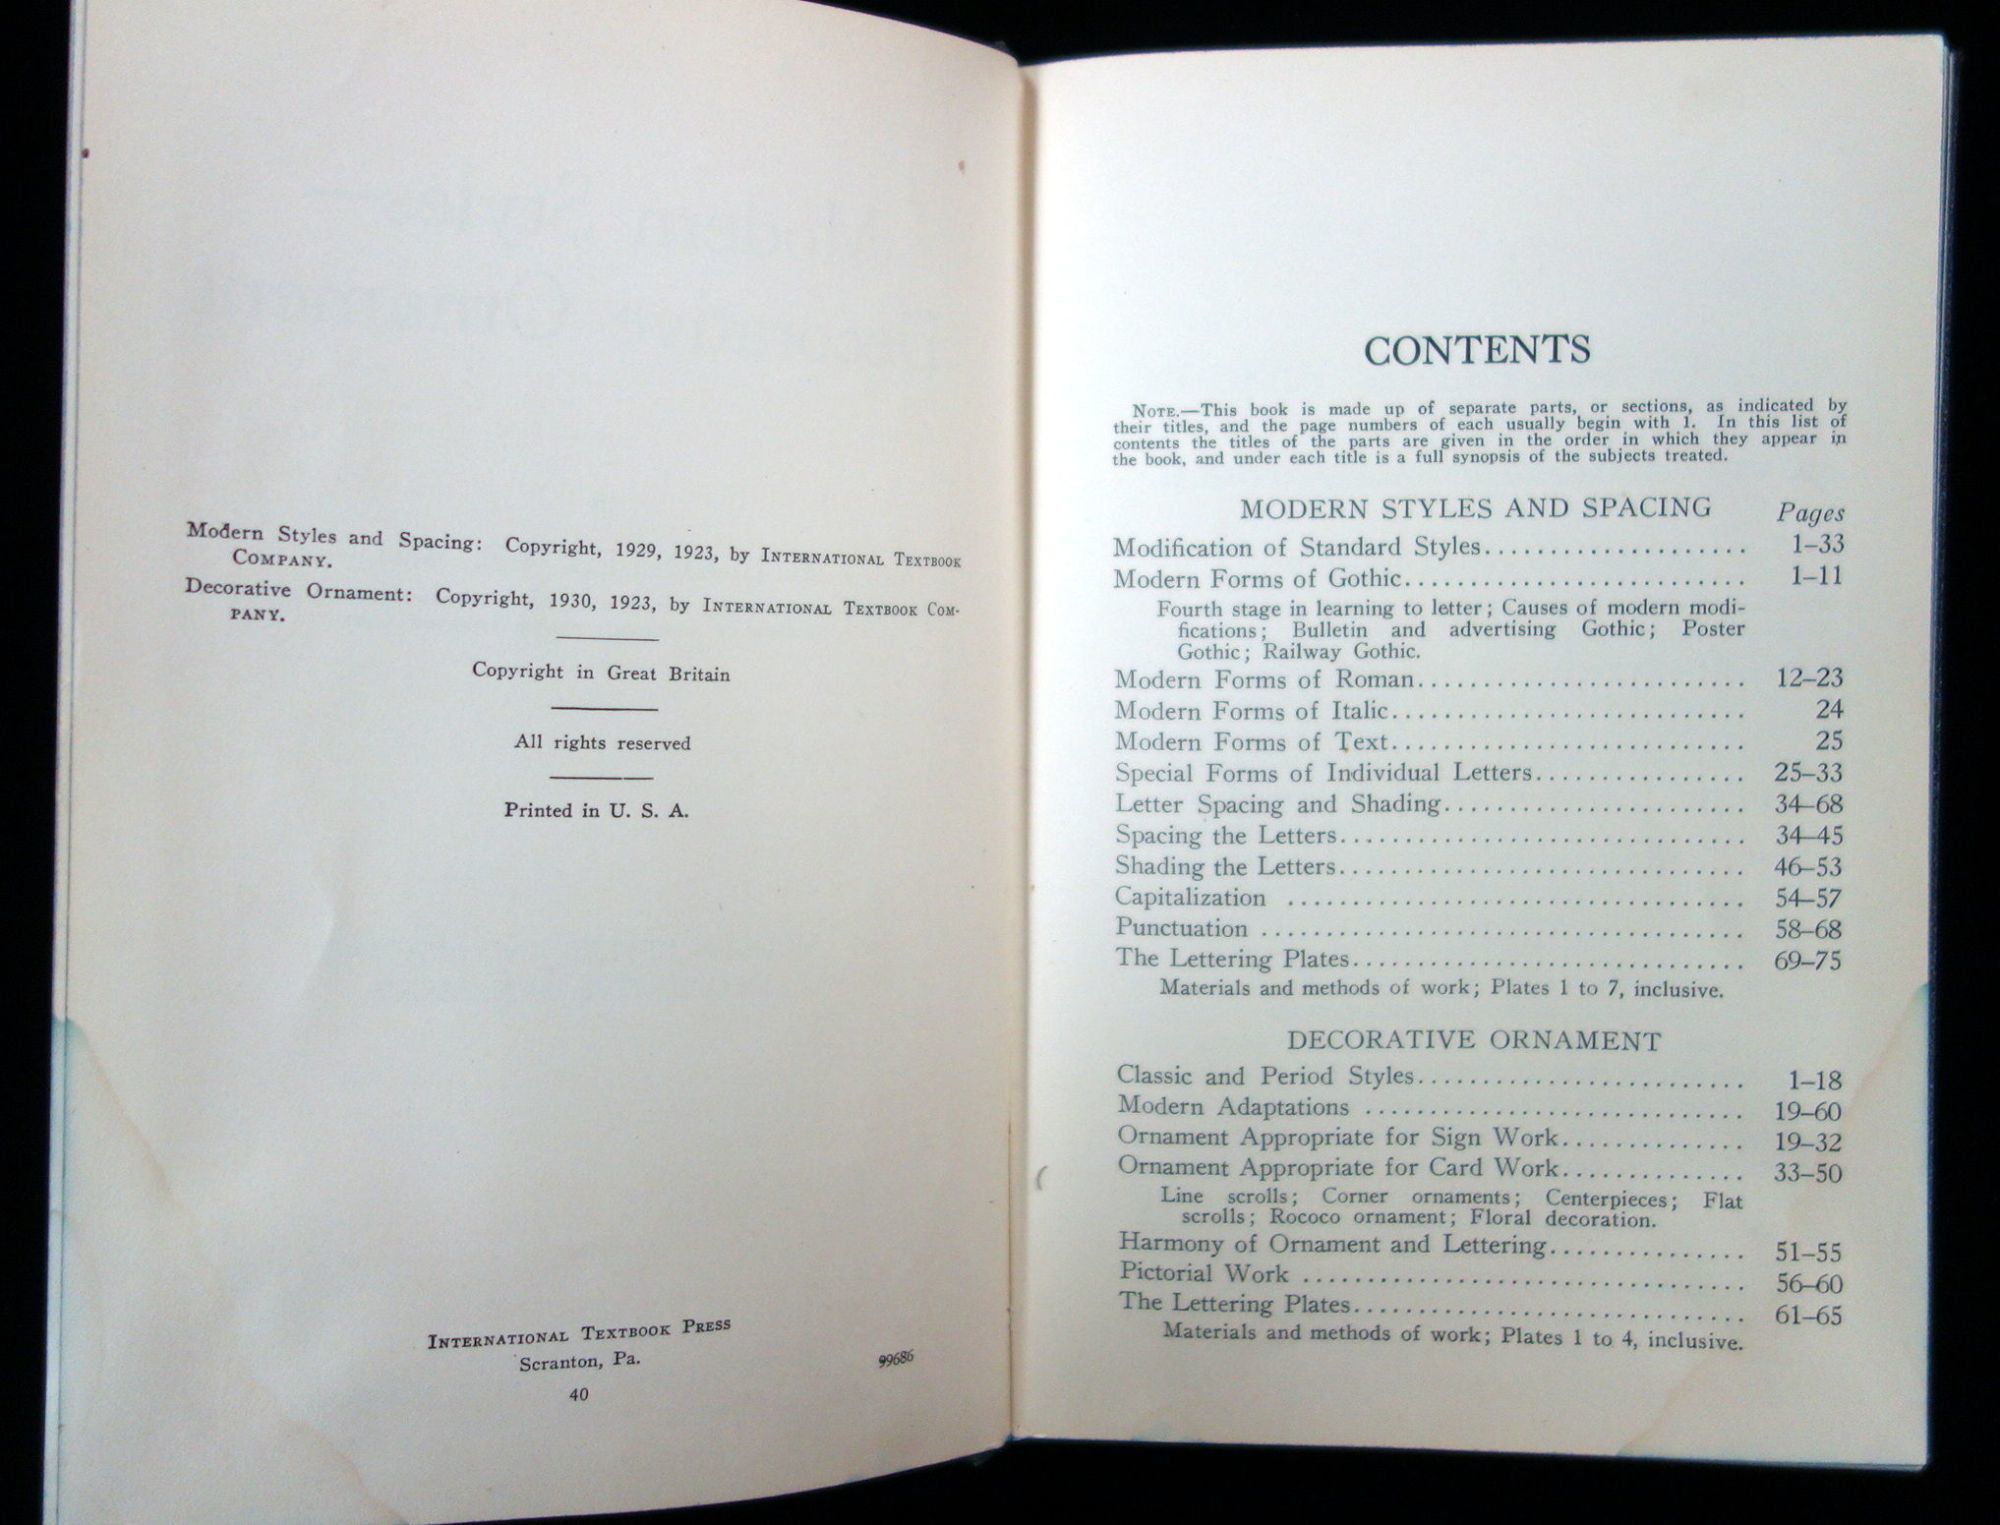 Modern Styles and Spacing: Copyright, 1929, 1923, by INTERNATIONAL TEXTBOOK
COMPANY.
Decorative Ornament: Copyright, 1930, 1923, by INTERNATIONAL TEXTBOOK COM-
PANY.
Copyright in Great Britain
All rights reserved
Printed in U. S. A.
INTERNATIONAL TEXTBOOK PRESS
Scranton, Pa.
99686
40
CONTENTS
NOTE.—This book is made up of separate parts, or sections, as indicated by
their titles, and the page numbers of each usually begin with 1. In this list of
contents the titles of the parts are given in the order in which they appear in
the book, and under each title is a full synopsis of the subjects treated.
MODERN STYLES AND SPACING Pages
Modification of Standard Styles.................... 1–33
Modern Forms of Gothic.......................... 1–11
Fourth stage in learning to letter; Causes of modern modi-
fications; Bulletin and advertising Gothic; Poster
Gothic; Railway Gothic.
Modern Forms of Roman......................... 12–23
Modern Forms of Italic........................... 24
Modern Forms of Text........................... 25
Special Forms of Individual Letters................ 25–33
Letter Spacing and Shading....................... 34–68
Spacing the Letters............................... 34–45
Shading the Letters............................... 46–53
Capitalization ................................... 54–57
Punctuation ..................................... 58–68
The Lettering Plates.............................. 69–75
Materials and methods of work; Plates 1 to 7, inclusive.
DECORATIVE ORNAMENT
Classic and Period Styles......................... 1–18
Modern Adaptations ............................. 19–60
Ornament Appropriate for Sign Work.............. 19–32
Ornament Appropriate for Card Work.............. 33–50
Line scrolls; Corner ornaments; Centerpieces; Flat
scrolls; Rococo ornament; Floral decoration.
Harmony of Ornament and Lettering............... 51–55
Pictorial Work .................................. 56–60
The Lettering Plates.............................. 61–65
Materials and methods of work; Plates 1 to 4, inclusive.